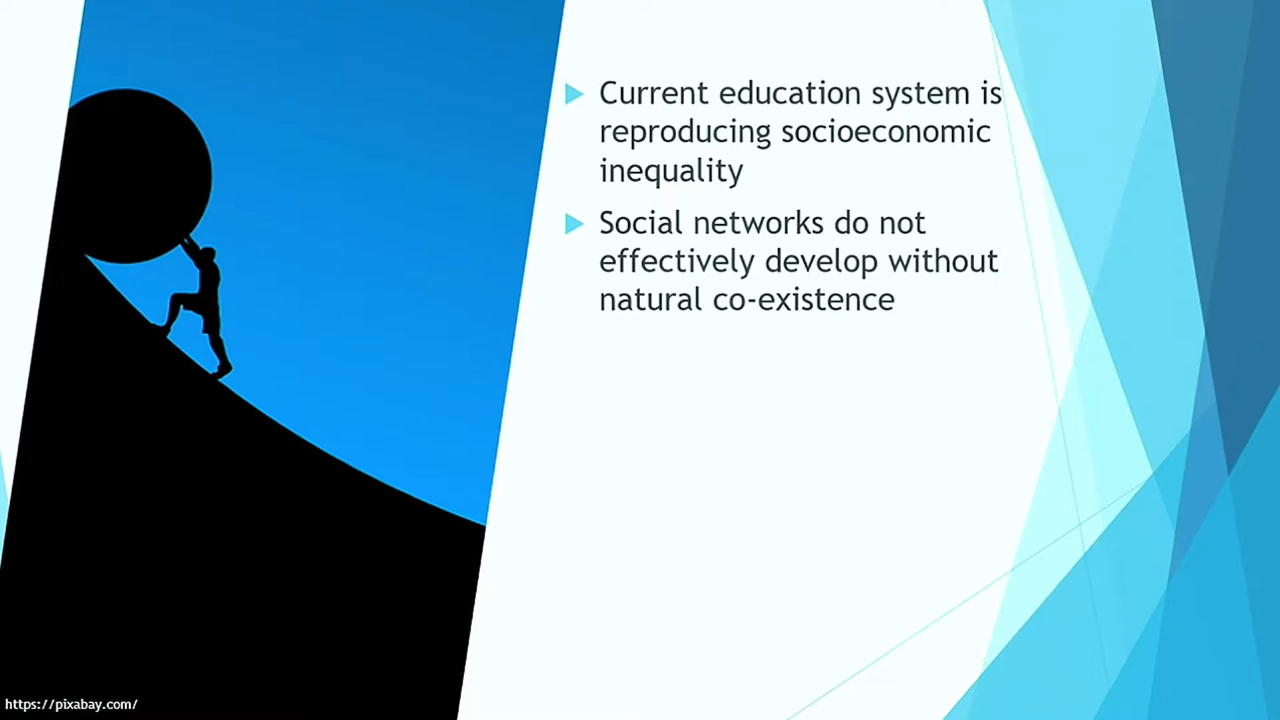 Current education system is
reproducing socioeconomic
inequality
Social networks do not
effectively develop without
natural co-existence
https://pixabay.com/